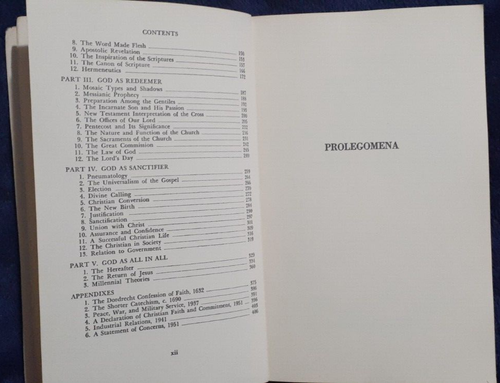 CONTENTS
8. The Word Made Flesh
9. Apostolic Revelation
10. The Inspiration of the Scriptures
11. The Canon of Scripture
12. Hermeneutics
PART III. GOD AS REDEEMER
1. Mosaic Types and Shadows
2. Messianic Prophecy
3. Preparation Among the Gentiles
4. The Incarnate Son and His Passion
5. New Testament Interpretation of the Cross
6. The Offices of Our Lord
7. Pentecost and Its Significance
8. The Nature and Function of the Church
9. The Sacraments of the Church
10. The Great Commission
11. The Law of God
12. The Lord's Day
PART IV. GOD AS SANCTIFIER
1. Pneumatology
2. The Universalism of the Gospel
3. Election
4. Divine Calling
5. Christian Conversion
6. The New Birth
7. Justification
8. Sanctification
9. Union with Christ
10. Assurance and Confidence
11. A Successful Christian Life
12. The Christian in Society
13. Relation to Government
PART V. GOD AS ALL IN ALL
1. The Hereafter
2. The Return of Jesus
3. Millennial Theories
APPENDIXES
1. The Dordrecht Confession of Faith, 1632
2. The Shorter Catechism, c. 1690
3. Peace, War, and Military Service, 1937
4. A Declaration of Christian Faith and Commitment, 1951
5. Industrial Relations, 1941
6. A Statement of Concerns, 1951
xiii
PROLEGOMENA